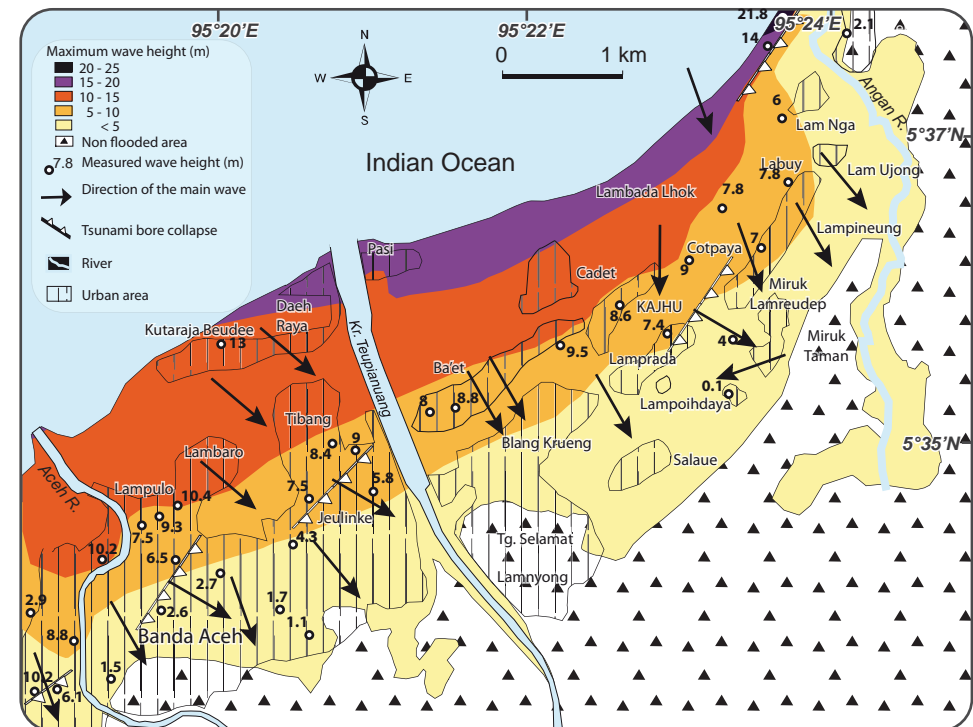 95°20'E
95°22'E
21.8
95°24'E
14
2.1
Maximum wave height (m)
20 - 25
15 - 20
10 - 15
5 - 10
< 5
Non flooded area
7.8 Measured wave height (m)
Direction of the main wave
Tsunami bore collapse
River
Urban area
N
W
E
S
0
1 km
Indian Ocean
Angan R.
6
Lam Nga
5°37'N
Labuy
7.8
Lam Ujong
Lambada Lhok
7.8
Lampineung
Pasi
Cotpaya
7
9
Cadet
Miruk
Lamreudep
Daeh
Raya
8.6
KAJHU
7.4
Kutaraja Beudee
13
Kr. Teupianuang
Miruk
Taman
4
9.5
Lamprada
Ba'et
0.1
Lampoihdaya
8
8.8
Tibang
Blang Krueng
5°35'N
9
8.4
Lambaro
Salaue
Aceh R.
5.8
7.5
Lampulo
10.4
9.3
7.5
Jeulinke
4.3
Tg. Selamat
10.2
6.5
Lamnyong
2.7
2.9
1.7
2.6
1.1
8.8
Banda Aceh
1.5
10.2
6.1